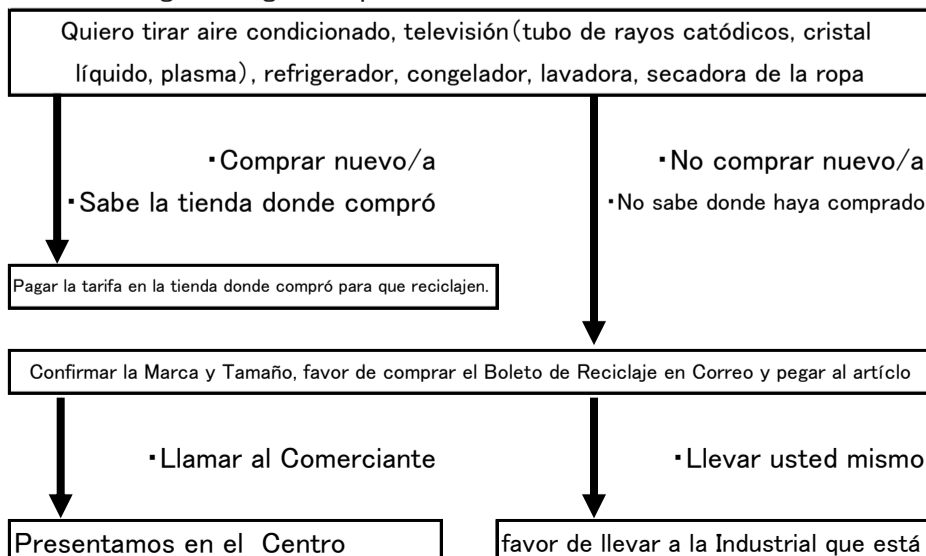 Quiero tirar aire condicionado, televisión(tubo de rayos catódicos, cristal
líquido, plasma), refrigerador, congelador, lavadora, secadora de la ropa
・Comprar nuevo/a
・Sabe la tienda donde compró
・No comprar nuevo/a
・No sabe donde haya comprado
Pagar la tarifa en la tienda donde compró para que reciclajen.
Confirmar la Marca y Tamaño, favor de comprar el Boleto de Reciclaje en Correo y pegar al artíclo
・Llamar al Comerciante
・Llevar usted mismo
Presentamos en el Centro
favor de llevar a la Industrial que está